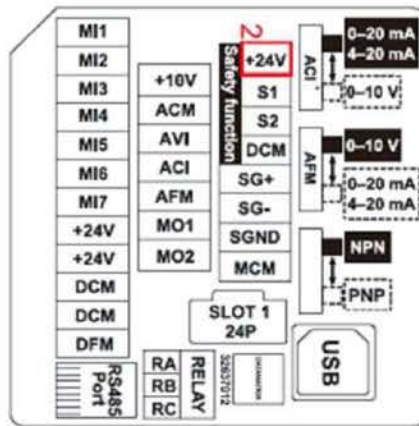 MI1
MI2
MI3
MI4
MI5
MI6
MI7
+24V
+24V
DCM
DCM
DFM
RS485
Port
+10V
ACM
AVI
ACI
AFM
MO1
MO2
RA
RB
RC
RELAY
2
Safety function
+24V
S1
S2
DCM
SG+
SG-
SGND
MCM
SLOT 1
24P
ACI
0–20 mA
4–20 mA
0–10 V
AFM
0–10 V
0–20 mA
4–20 mA
NPN
PNP
USB